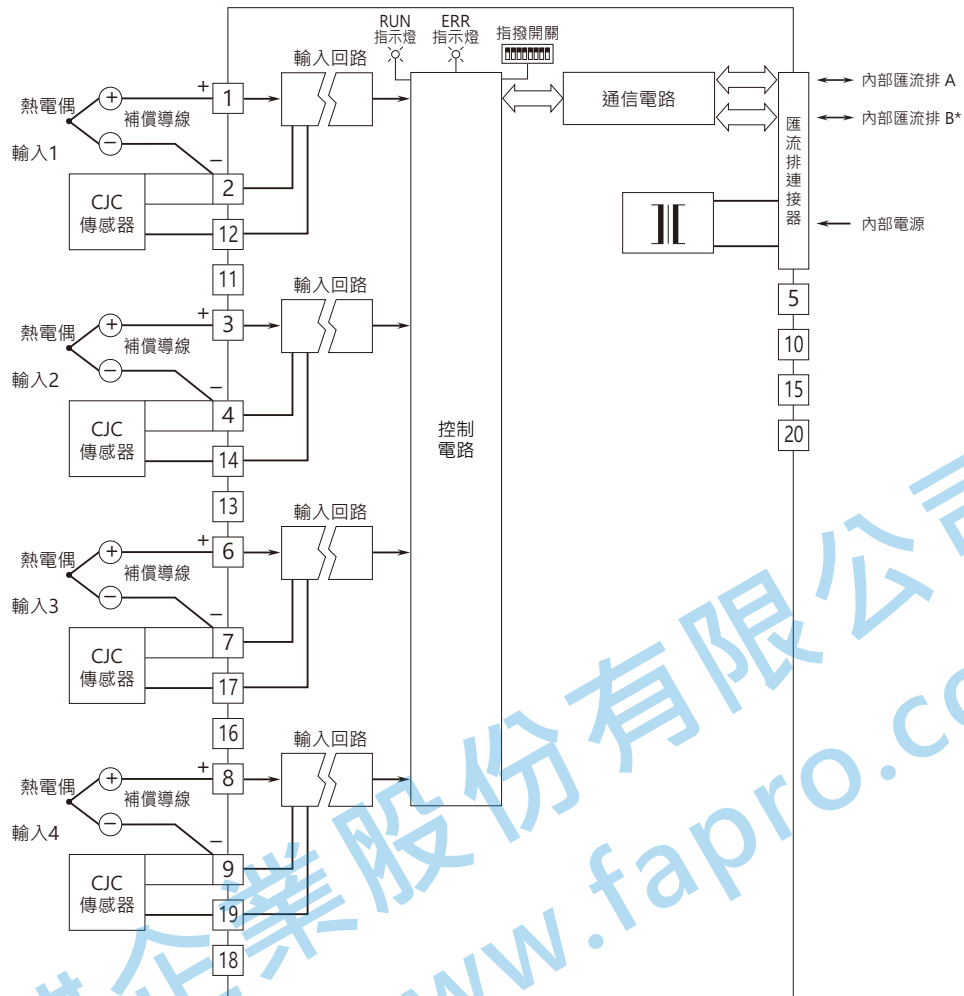 RUN
指示燈
ERR
指示燈
指撥開關
輸入回路
熱電偶
+
−
補償導線
輸入1
+
1
−
2
CJC
傳感器
12
11
通信電路
匯流排連接器
內部匯流排 A
內部匯流排 B*
內部電源
5
10
15
20
控制
電路
輸入回路
熱電偶
+
−
補償導線
輸入2
+
3
−
4
CJC
傳感器
14
13
輸入回路
熱電偶
+
−
補償導線
輸入3
+
6
−
7
CJC
傳感器
17
16
輸入回路
熱電偶
+
−
補償導線
輸入4
+
8
−
9
CJC
傳感器
19
18
企業股份有限公司
www.fapro.co